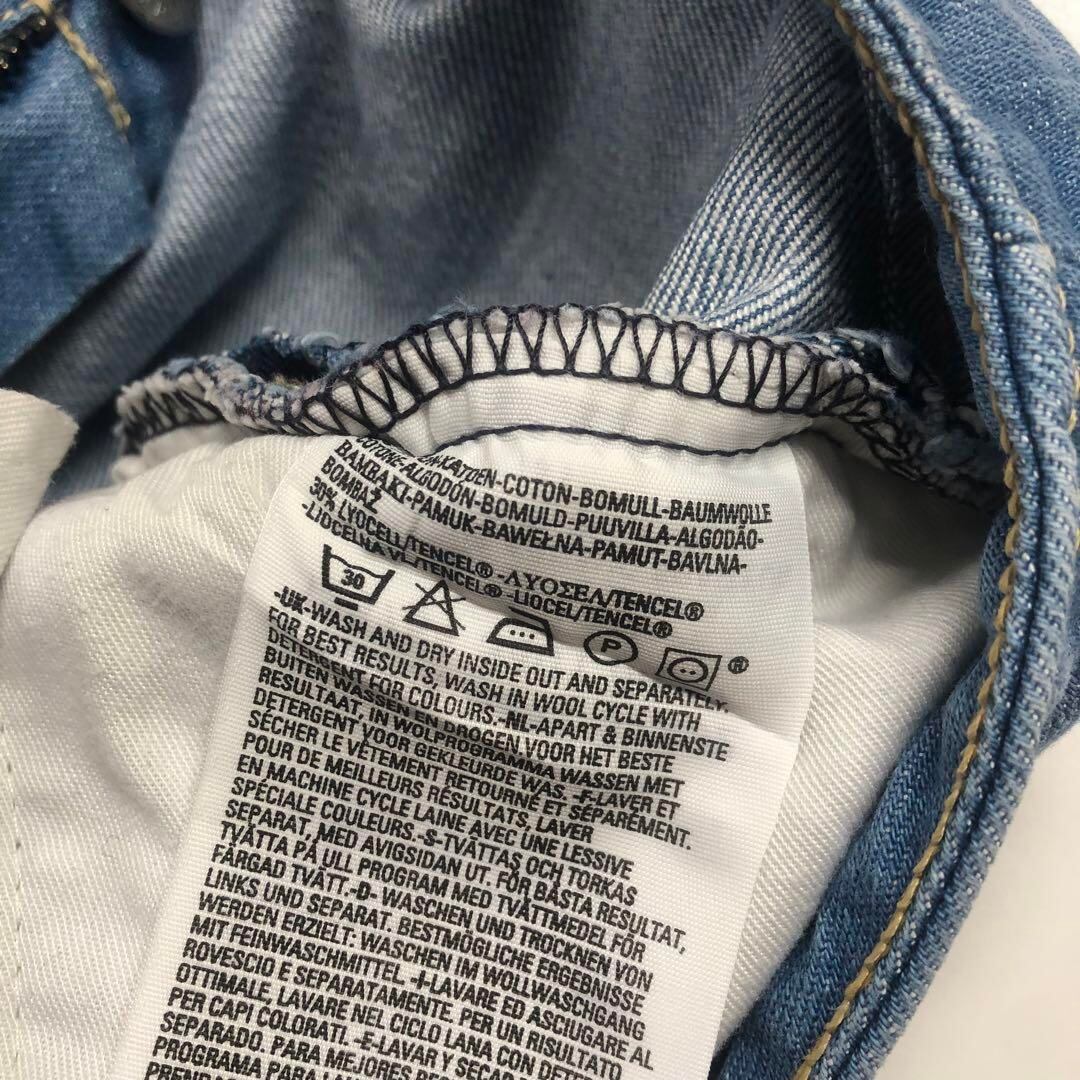 KATOEN-COTON-BOMULL-BAUMWOLLE
COTONE-ALGODÓN-BOMULD-PUUVILLA-ALGODÃO-
BAMBAKI-PAMUK-BAWEŁNA-PAMUT-BAVLNA-
BOMBAŽ
30% LYOCELL/TENCEL®-ΛΥΟΣΕΛ/TENCEL®
-LIOCELNA VL/TENCEL®-LIOCEL/TENCEL®
30 P ®
-UK-WASH AND DRY INSIDE OUT AND SEPARATELY.
FOR BEST RESULTS, WASH IN WOOL CYCLE WITH
DETERGENT FOR COLOURS.-NL-APART & BINNENSTE
BUITEN WASSEN EN DROGEN VOOR HET BESTE
RESULTAAT, IN WOLPROGRAMMA WASSEN MET
DETERGENT, VOOR GEKLEURDE WAS.-F-LAVER ET
SÉCHER LE VÊTEMENT RETOURNÉ ET SÉPARÉMENT.
POUR DE MEILLEURS RÉSULTATS, LAVER
EN MACHINE CYCLE LAINE AVEC UNE LESSIVE
SPÉCIALE COULEURS.-S-TVÄTTAS OCH TORKAS
SEPARAT, MED AVIGSIDAN UT. FÖR BÄSTA RESULTAT,
TVÄTTA PÅ ULL PROGRAM MED TVÄTTMEDEL FÖR
FÄRGAD TVÄTT.-D-WASCHEN UND TROCKNEN VON
LINKS UND SEPARAT. BESTMÖGLICHE ERGEBNISSE
WERDEN ERZIELT: WASCHEN IM WOLLWASCHGANG
MIT FEINWASCHMITTEL.-I-LAVARE ED ASCIUGARE AL
ROVESCIO E SEPARATAMENTE. PER UN RISULTATO
OTTIMALE, LAVARE NEL CICLO LANA CON DETER
PER CAPI COLORATI.-E-LAVAR Y SECAR
SEPARADO. PARA MEJORES RES
PROGRAMA PARA LA